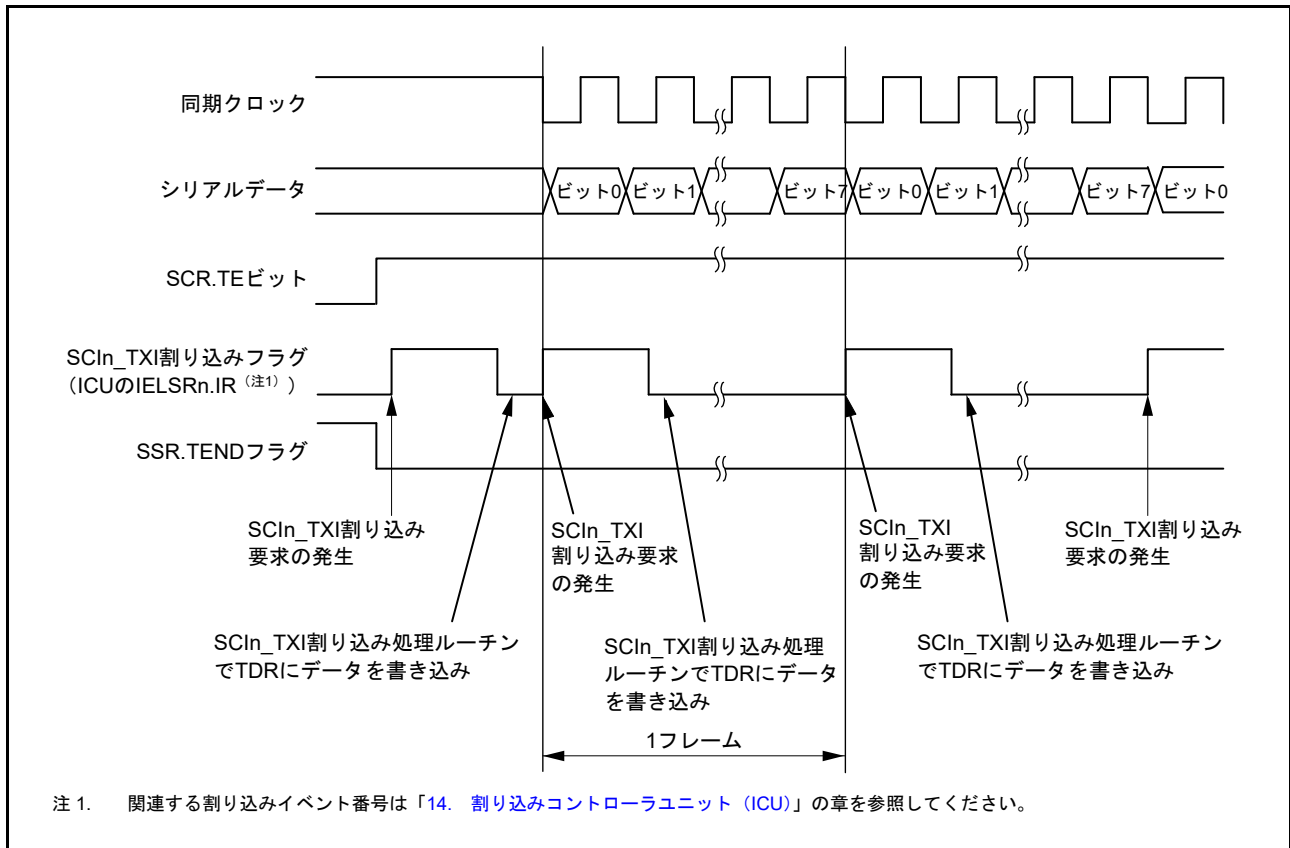 同期クロック
シリアルデータ
ビット0 ビット1 ビット7 ビット0 ビット1 ビット7 ビット0
SCR.TEビット
SCIn_TXI割り込みフラグ
（ICUのIELSRn.IR（注1））
SSR.TENDフラグ
SCIn_TXI割り込み
要求の発生
SCIn_TXI
割り込み要求
の発生
SCIn_TXI
割り込み要求
の発生
SCIn_TXI割り込み
要求の発生
SCIn_TXI割り込み処理ルーチン
でTDRにデータを書き込み
SCIn_TXI割り込み処理
ルーチンでTDRにデータ
を書き込み
SCIn_TXI割り込み処理ルーチン
でTDRにデータを書き込み
1フレーム
注 1. 関連する割り込みイベント番号は「14. 割り込みコントローラユニット（ICU）」の章を参照してください。